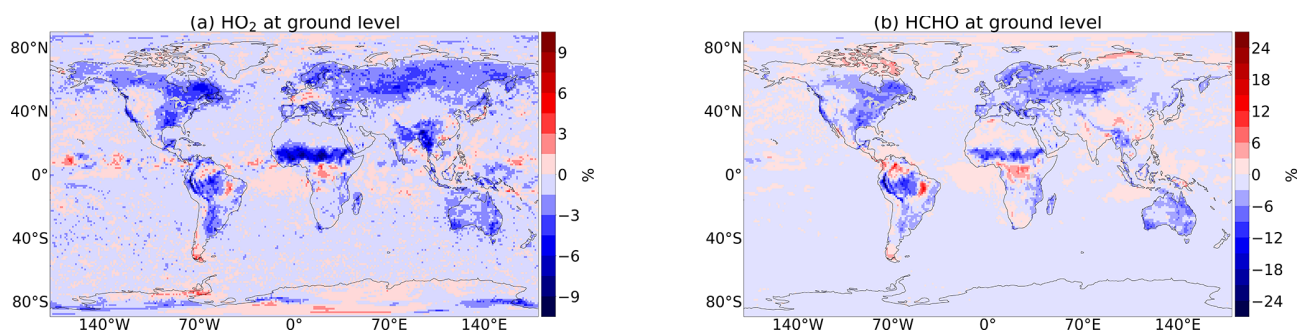 (a) HO₂ at ground level
80°N
40°N
0°
40°S
80°S
140°W 70°W 0° 70°E 140°E
9
6
3
0
−3
−6
−9
%
(b) HCHO at ground level
80°N
40°N
0°
40°S
80°S
140°W 70°W 0° 70°E 140°E
24
18
12
6
0
−6
−12
−18
−24
%